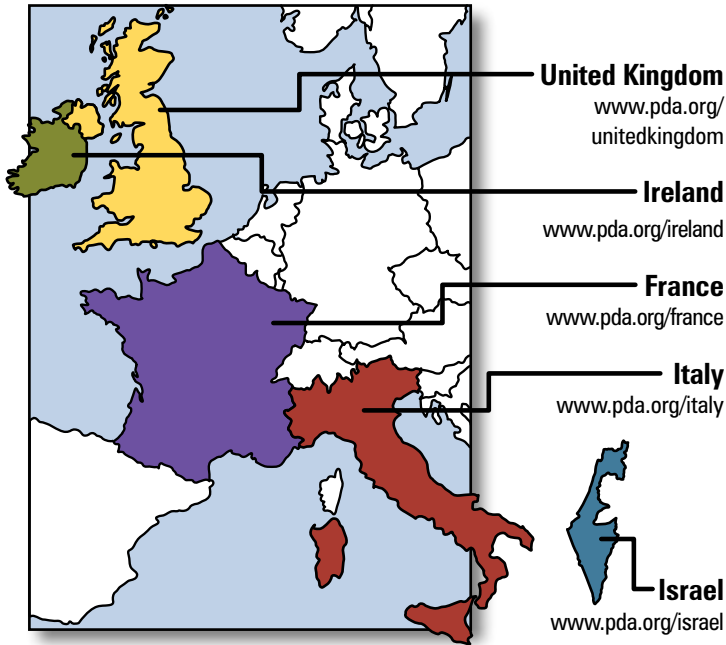 United Kingdom
www.pda.org/
unitedkingdom
Ireland
www.pda.org/ireland
France
www.pda.org/france
Italy
www.pda.org/italy
Israel
www.pda.org/israel